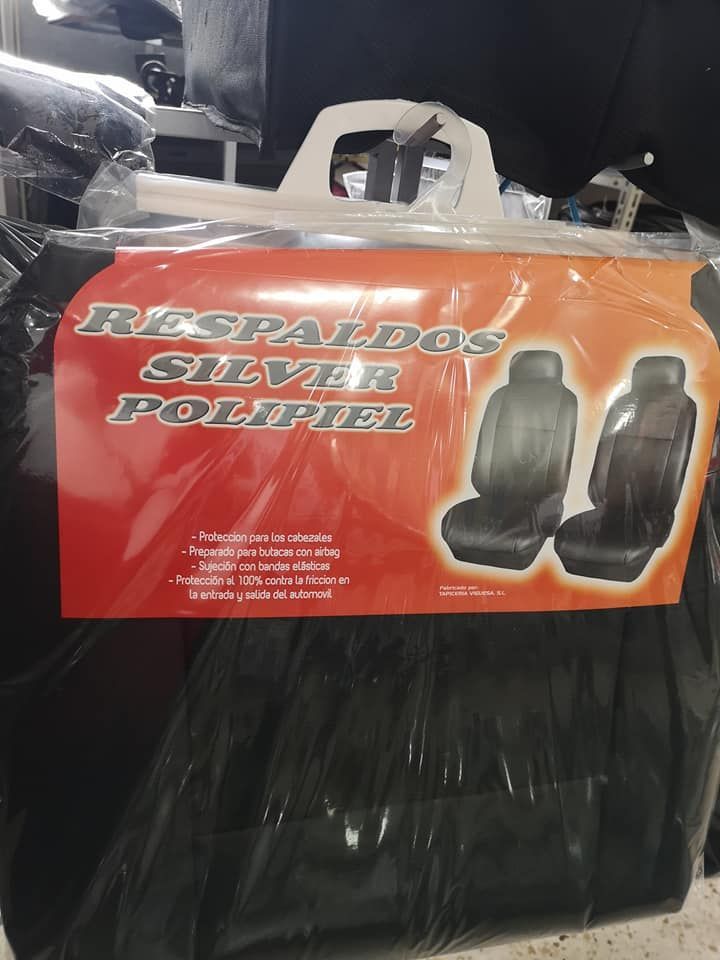 RESPALDOS
SILVER
POLIPIEL
- Proteccion para los cabezales
- Preparado para butacas con airbag
- Sujeción con bandas elásticas
- Protección al 100% contra la friccion en
la entrada y salida del automovil
Fabricado por:
TAPICERIA VIGUESA, S.L.